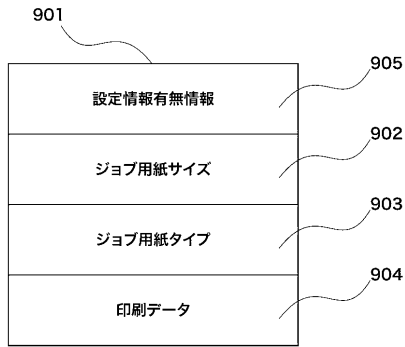 901
設定情報有無情報
905
ジョブ用紙サイズ
902
ジョブ用紙タイプ
903
印刷データ
904